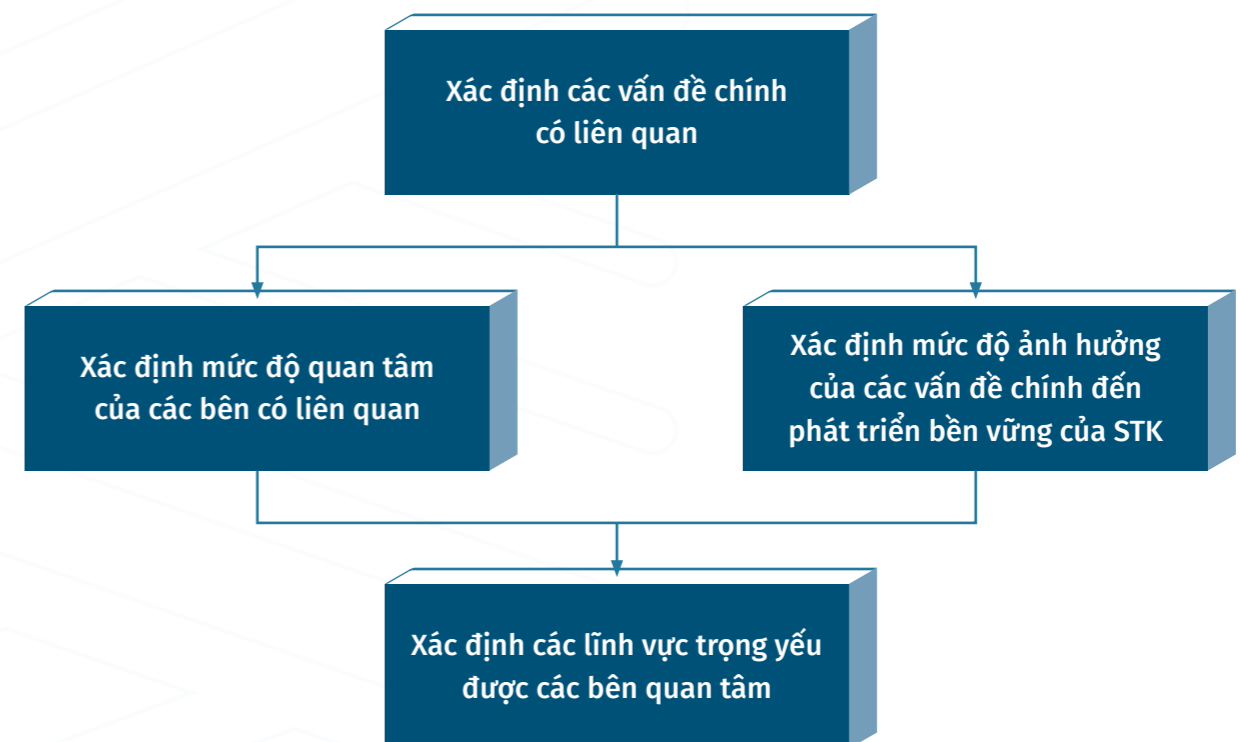 Xác định các vấn đề chính
có liên quan
Xác định mức độ quan tâm
của các bên có liên quan
Xác định mức độ ảnh hưởng
của các vấn đề chính đến
phát triển bền vững của STK
Xác định các lĩnh vực trọng yếu
được các bên quan tâm